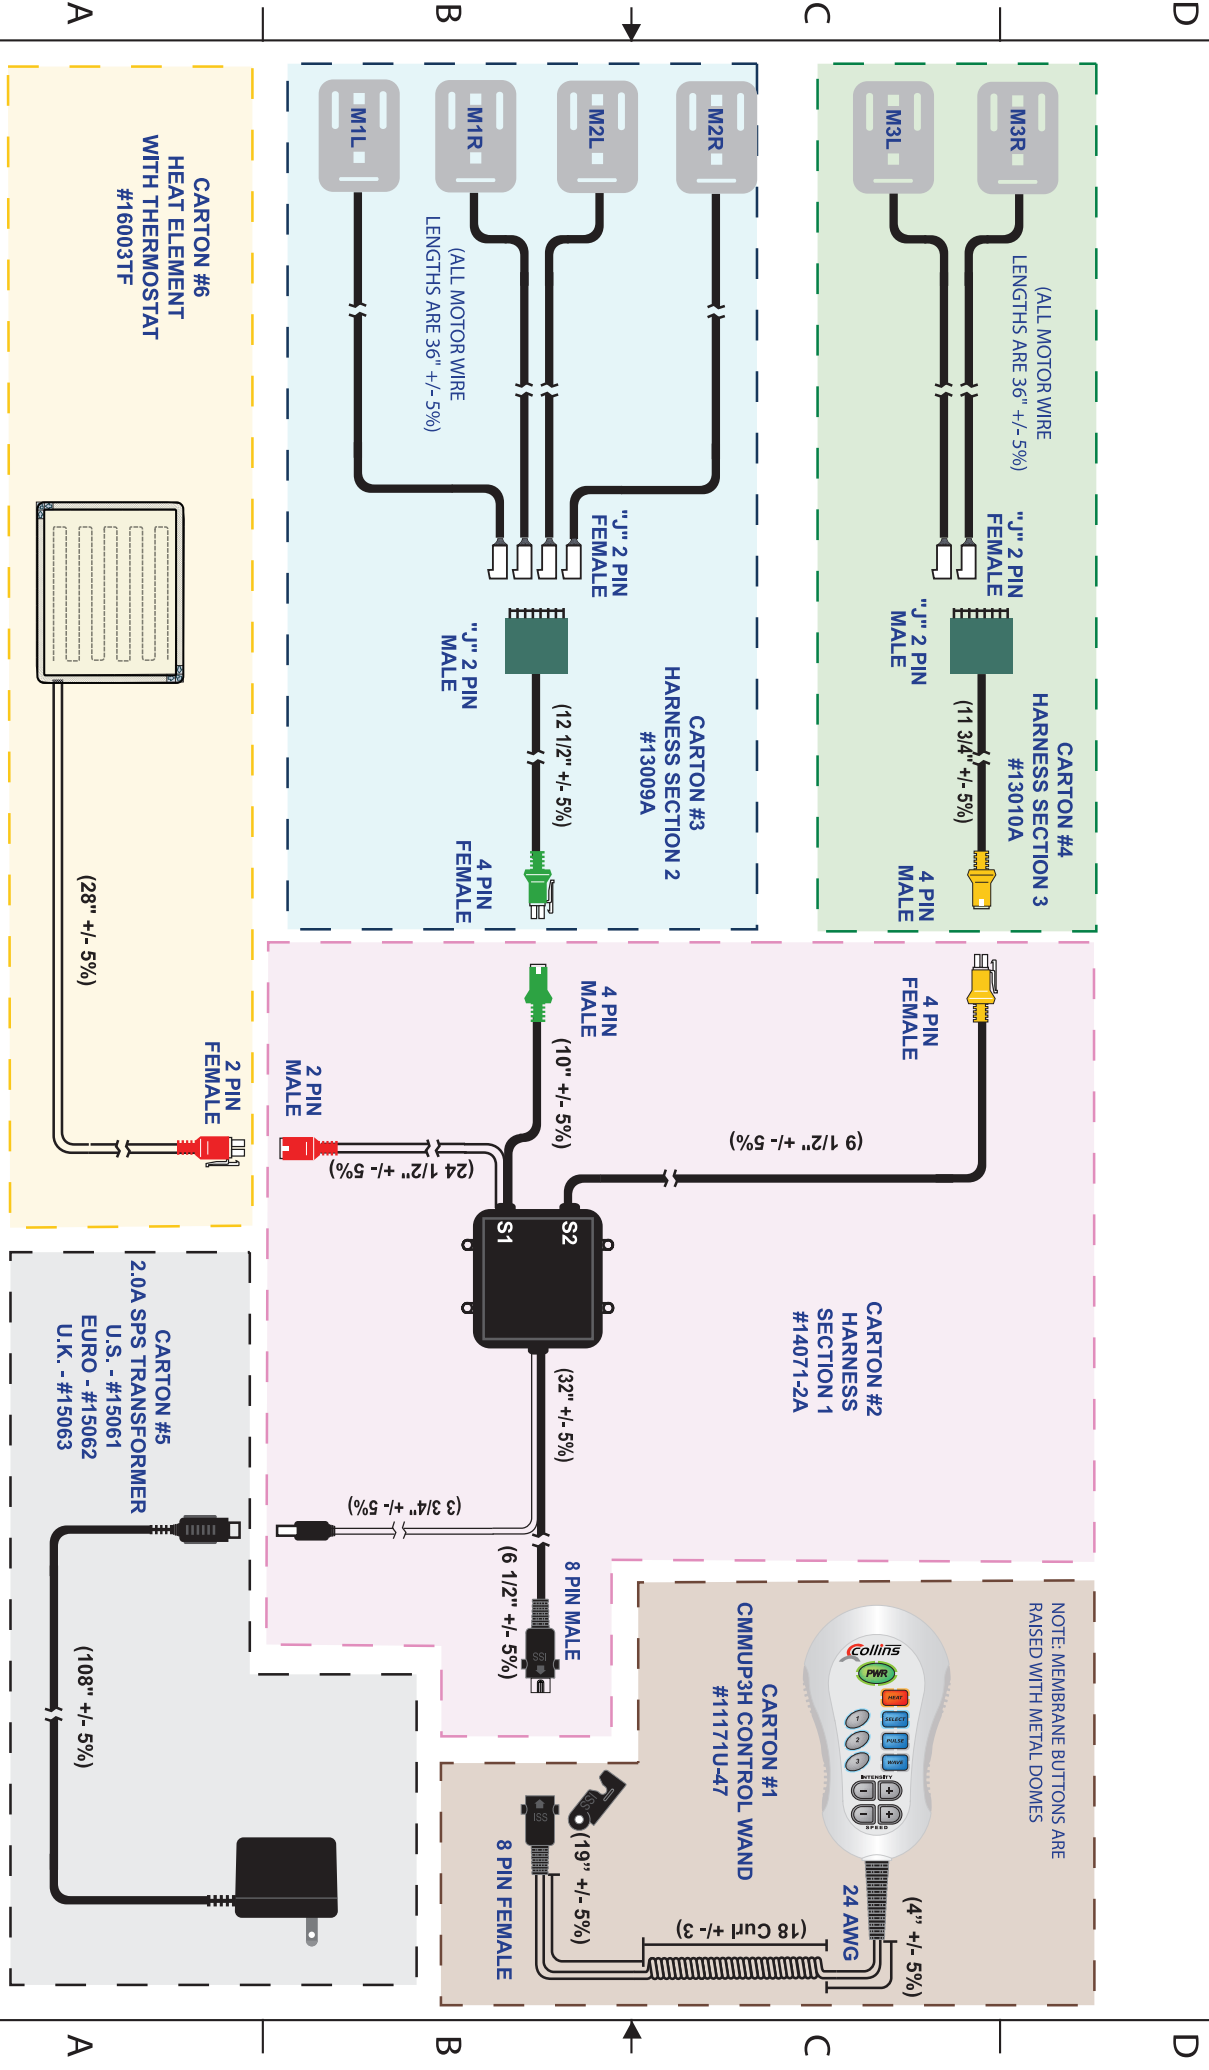 D
C
B
A
M3R
M3L
(ALL MOTOR WIRE
LENGTHS ARE 36" +/- 5%)
"J" 2 PIN
FEMALE
"J" 2 PIN
MALE
CARTON #4
HARNESS SECTION 3
#13010A
(11 3/4" +/- 5%)
4 PIN
MALE
M2R
M2L
M1R
M1L
(ALL MOTOR WIRE
LENGTHS ARE 36" +/- 5%)
"J" 2 PIN
FEMALE
"J" 2 PIN
MALE
CARTON #3
HARNESS SECTION 2
#13009A
(12 1/2" +/- 5%)
4 PIN
FEMALE
CARTON #6
HEAT ELEMENT
WITH THERMOSTAT
#16003TF
(28" +/- 5%)
2 PIN
FEMALE
4 PIN
FEMALE
(9 1/2" +/- 5%)
4 PIN
MALE
(10" +/- 5%)
2 PIN
MALE
(24 1/2" +/- 5%)
S2
S1
CARTON #2
HARNESS
SECTION 1
#14071-2A
(32" +/- 5%)
(3 3/4" +/- 5%)
(6 1/2" +/- 5%)
8 PIN MALE
SSI
CARTON #5
2.0A SPS TRANSFORMER
U.S. - #15061
EURO - #15062
U.K. - #15063
(108" +/- 5%)
NOTE: MEMBRANE BUTTONS ARE
RAISED WITH METAL DOMES
collins
PWR
HEAT
SELECT
PULSE
WAVE
1
2
3
INTENSITY
- +
- +
SPEED
CARTON #1
CMMUP3H CONTROL WAND
#11171U-47
24 AWG
(4” +/- 5%)
(18 Curl +/- 3)
(19” +/- 5%)
SSI
ISS
8 PIN FEMALE
D
C
B
A